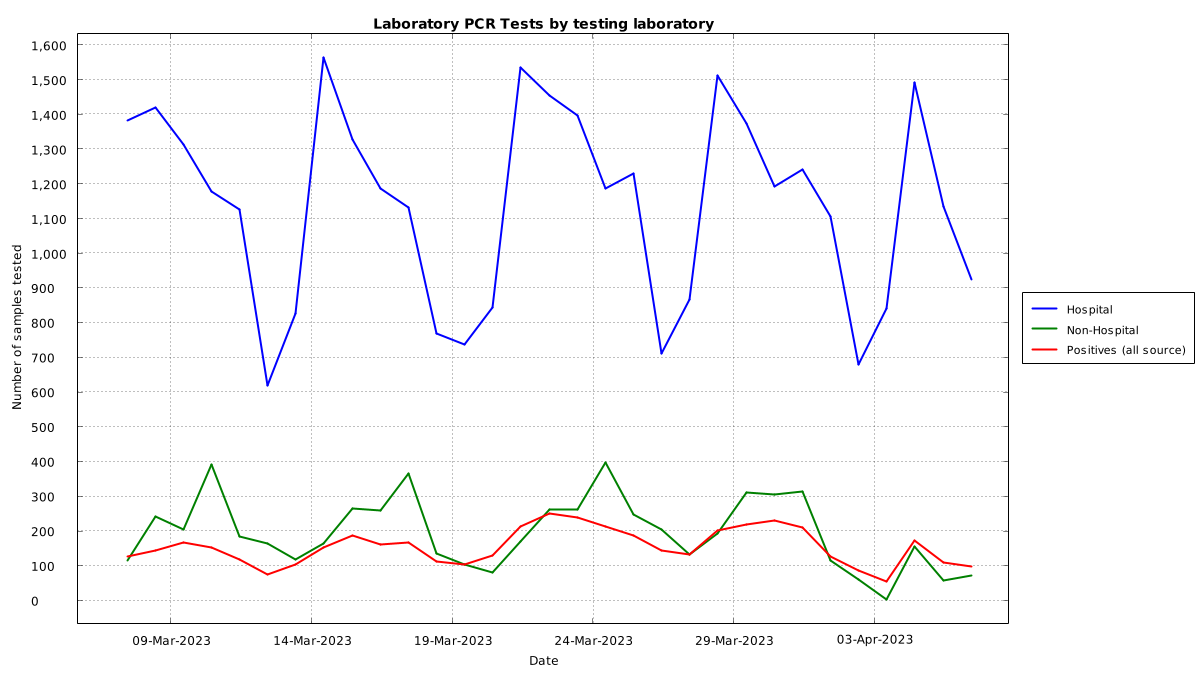 Laboratory PCR Tests by testing laboratory
1,600
1,500
1,400
1,300
1,200
1,100
1,000
900
800
700
600
500
400
300
200
100
0
Number of samples tested
09-Mar-2023 14-Mar-2023 19-Mar-2023 24-Mar-2023 29-Mar-2023 03-Apr-2023
Date
Hospital
Non-Hospital
Positives (all source)